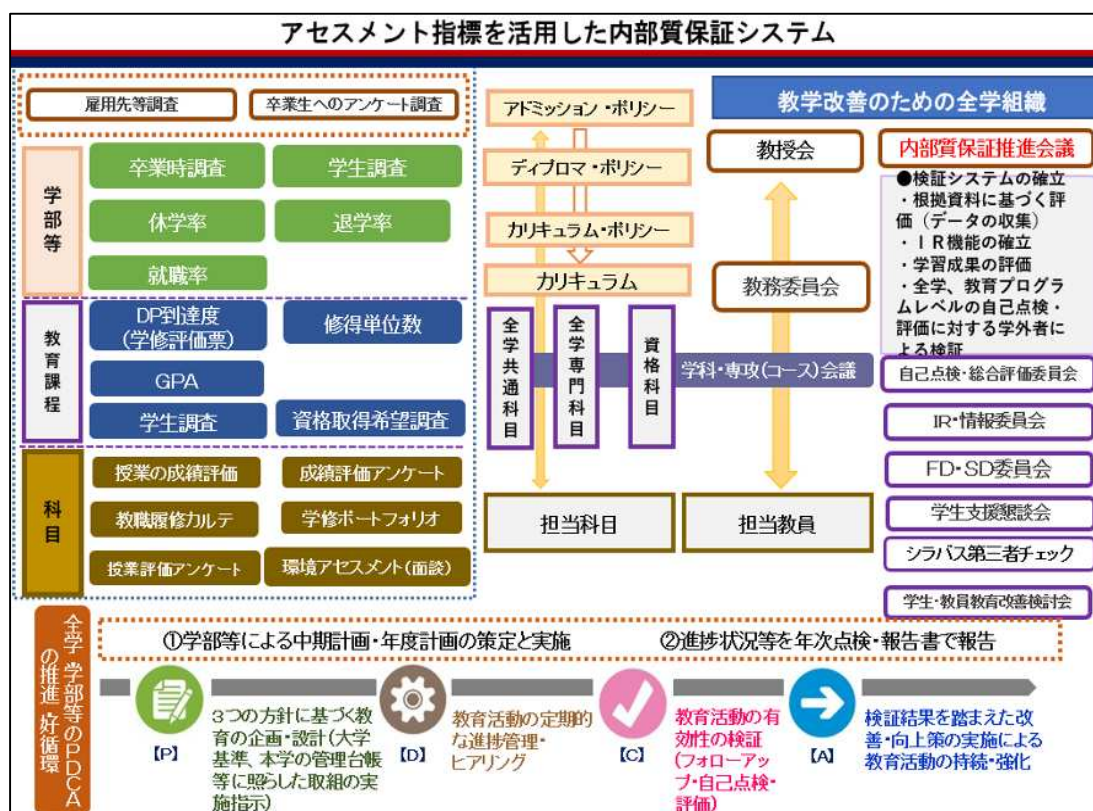 アセスメント指標を活用した内部質保証システム
雇用先等調査
卒業生へのアンケート調査
学部等
卒業時調査
学生調査
休学率
退学率
就職率
教育課程
DP到達度
(学修評価票)
修得単位数
GPA
学生調査
資格取得希望調査
科目
授業の成績評価
成績評価アンケート
教職履修カルテ
学修ポートフォリオ
授業評価アンケート
環境アセスメント(面談)
アドミッション・ポリシー
ディプロマ・ポリシー
カリキュラム・ポリシー
カリキュラム
全学共通科目
全学専門科目
資格科目
学科・専攻(コース)会議
担当科目
教学改善のための全学組織
教授会
教務委員会
担当教員
内部質保証推進会議
●検証システムの確立
・根拠資料に基づく評
価（データの収集）
・ＩＲ機能の確立
・学習成果の評価
・全学、教育プログラ
ムレベルの自己点検・
評価に対する学外者に
よる検証
自己点検・総合評価委員会
IR・情報委員会
FD・SD委員会
学生支援懇談会
シラバス第三者チェック
学生・教員教育改善検討会
全学 学部等のPDCA
の推進 好循環
①学部等による中期計画・年度計画の策定と実施
②進捗状況等を年次点検・報告書で報告
【P】
３つの方針に基づく教
育の企画・設計(大学
基準、本学の管理台帳
等に照らした取組の実
施指示)
【D】
教育活動の定期的
な進捗管理・
ヒアリング
【C】
教育活動の有
効性の検証
(フォローアッ
プ・自己点検・
評価)
【A】
検証結果を踏まえた改
善・向上策の実施による
教育活動の持続・強化